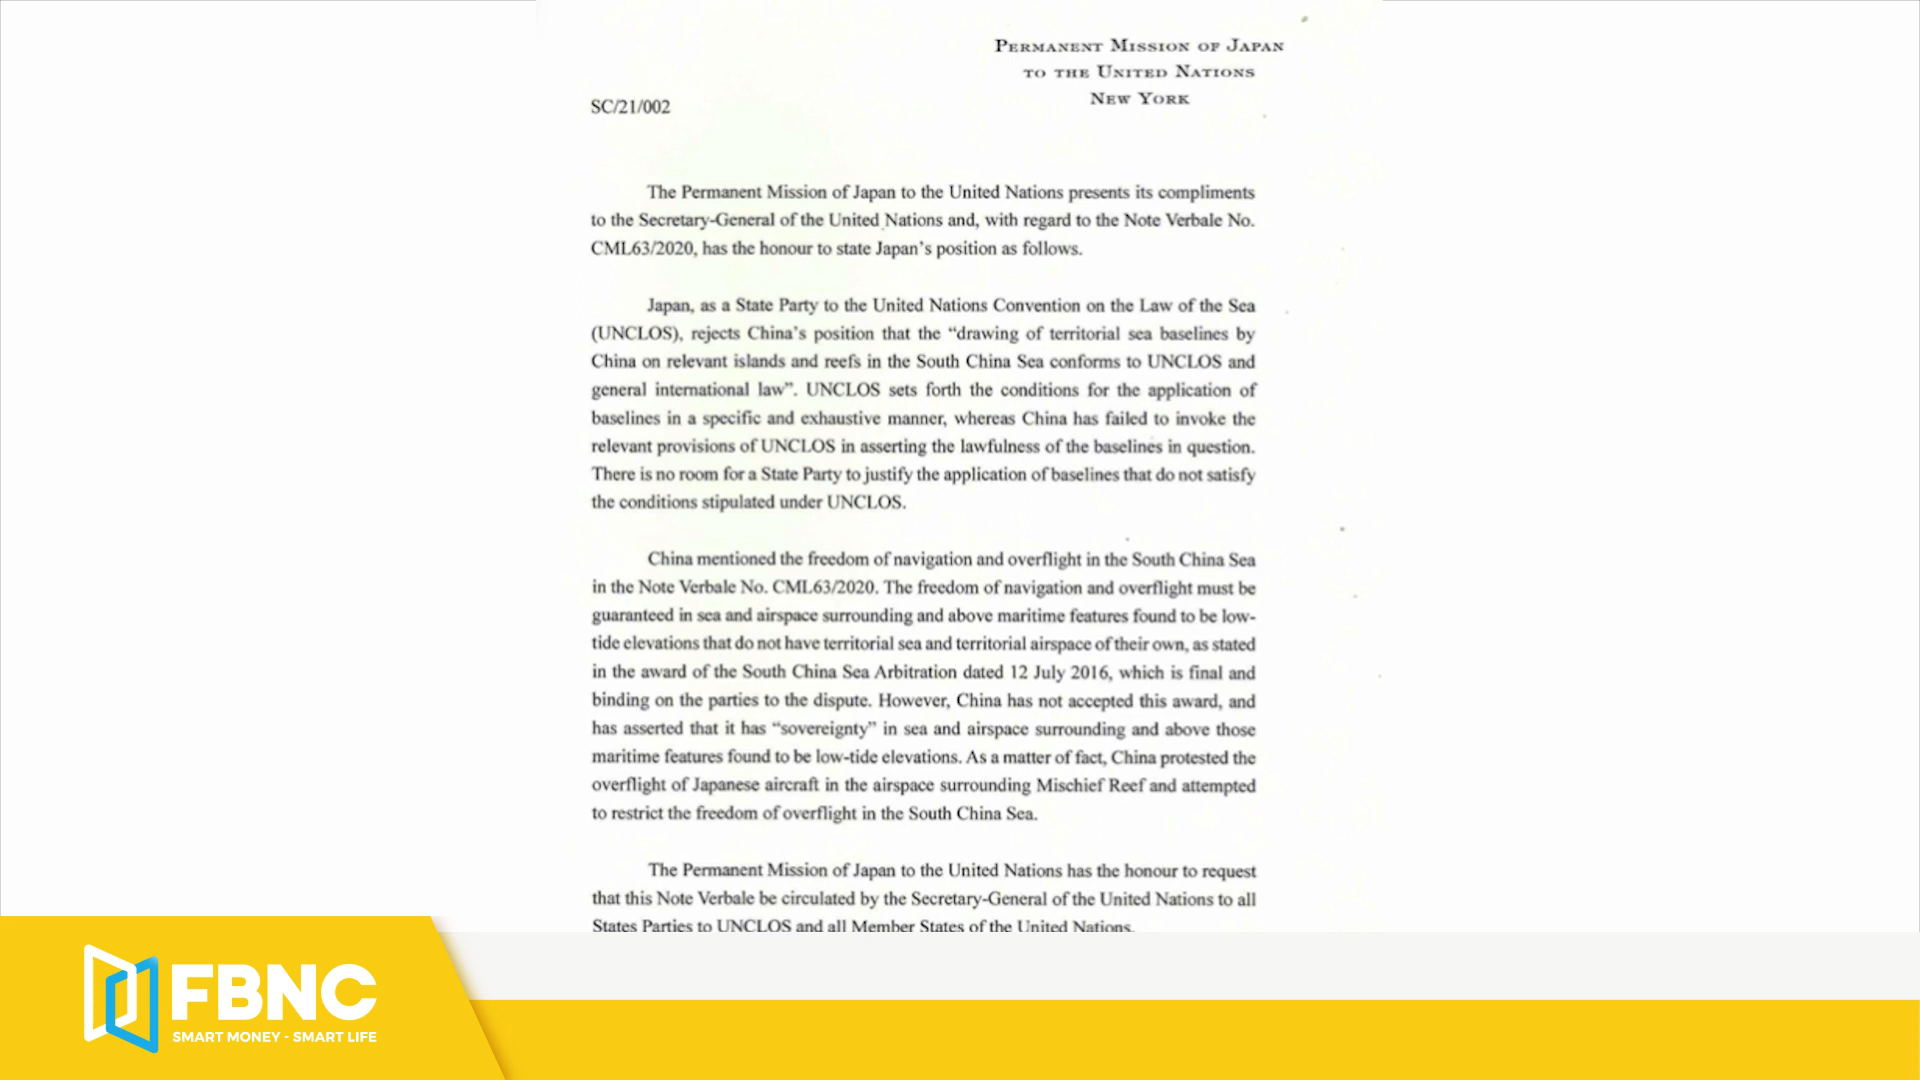 PERMANENT MISSION OF JAPAN
TO THE UNITED NATIONS
NEW YORK
SC/21/002
The Permanent Mission of Japan to the United Nations presents its compliments
to the Secretary-General of the United Nations and, with regard to the Note Verbale No.
CML63/2020, has the honour to state Japan's position as follows.
Japan, as a State Party to the United Nations Convention on the Law of the Sea
(UNCLOS), rejects China's position that the “drawing of territorial sea baselines by
China on relevant islands and reefs in the South China Sea conforms to UNCLOS and
general international law”. UNCLOS sets forth the conditions for the application of
baselines in a specific and exhaustive manner, whereas China has failed to invoke the
relevant provisions of UNCLOS in asserting the lawfulness of the baselines in question.
There is no room for a State Party to justify the application of baselines that do not satisfy
the conditions stipulated under UNCLOS.
China mentioned the freedom of navigation and overflight in the South China Sea
in the Note Verbale No. CML63/2020. The freedom of navigation and overflight must be
guaranteed in sea and airspace surrounding and above maritime features found to be low-
tide elevations that do not have territorial sea and territorial airspace of their own, as stated
in the award of the South China Sea Arbitration dated 12 July 2016, which is final and
binding on the parties to the dispute. However, China has not accepted this award, and
has asserted that it has “sovereignty” in sea and airspace surrounding and above those
maritime features found to be low-tide elevations. As a matter of fact, China protested the
overflight of Japanese aircraft in the airspace surrounding Mischief Reef and attempted
to restrict the freedom of overflight in the South China Sea.
The Permanent Mission of Japan to the United Nations has the honour to request
that this Note Verbale be circulated by the Secretary-General of the United Nations to all
States Parties to UNCLOS and all Member States of the United Nations.
FBNC
SMART MONEY - SMART LIFE